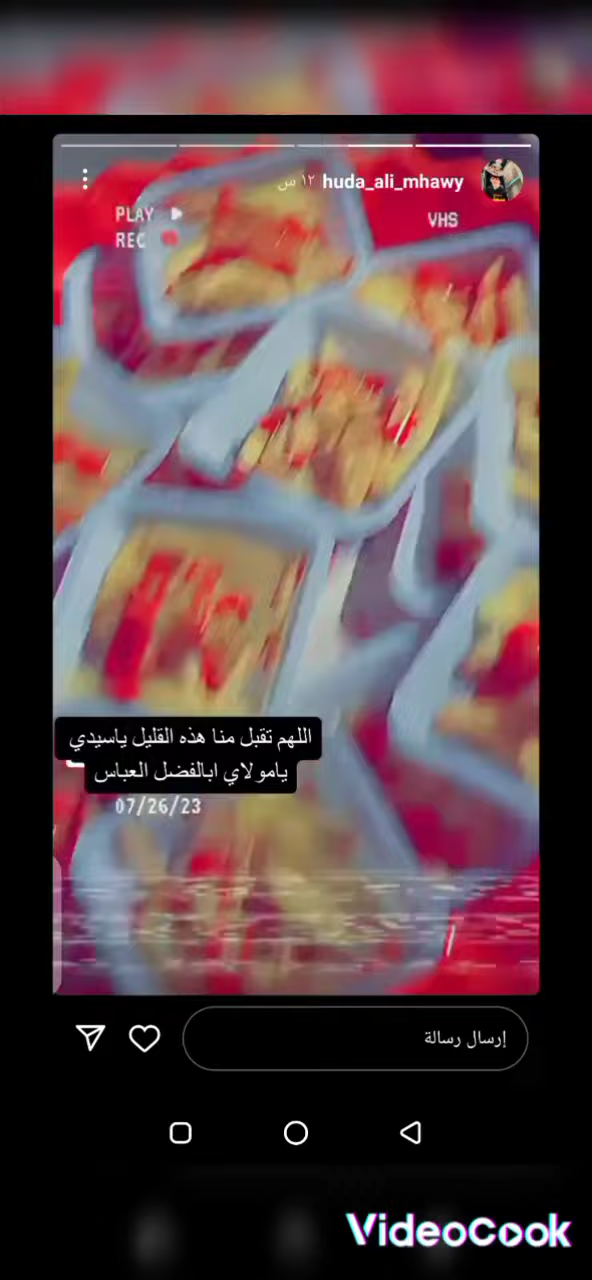 huda_ali_mhawy ١٢ س
PLAY
REC
VHS
اللهم تقبل منا هذه القليل ياسيدي
يامولاي ابالفضل العباس
07/26/23
إرسال رسالة
VideoCook